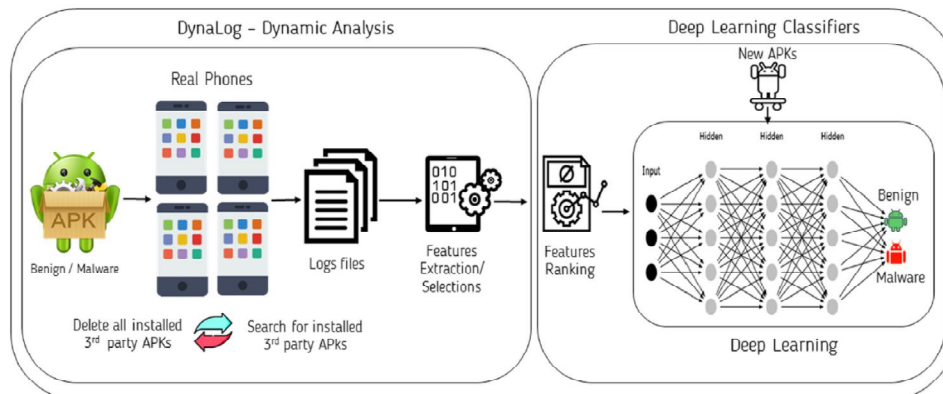 DynaLog – Dynamic Analysis
Real Phones
APK
Benign / Malware
Logs files
010
101
001
Features
Extraction/
Selections
Delete all installed
3rd party APKs
Search for installed
3rd party APks
Deep Learning Classifiers
New APKs
Features
Ranking
Input
Hidden
Hidden
Hidden
Benign
Malware
Deep Learning